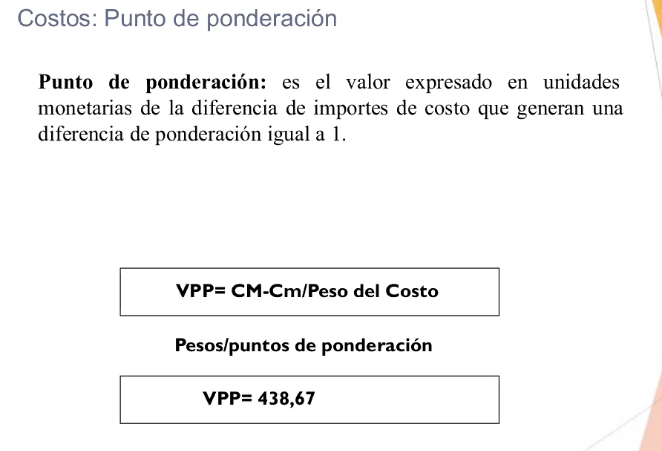 Costos: Punto de ponderación
Punto de ponderación: es el valor expresado en unidades
monetarias de la diferencia de importes de costo que generan una
diferencia de ponderación igual a 1.
VPP= CM-Cm/Peso del Costo
Pesos/puntos de ponderación
VPP= 438,67